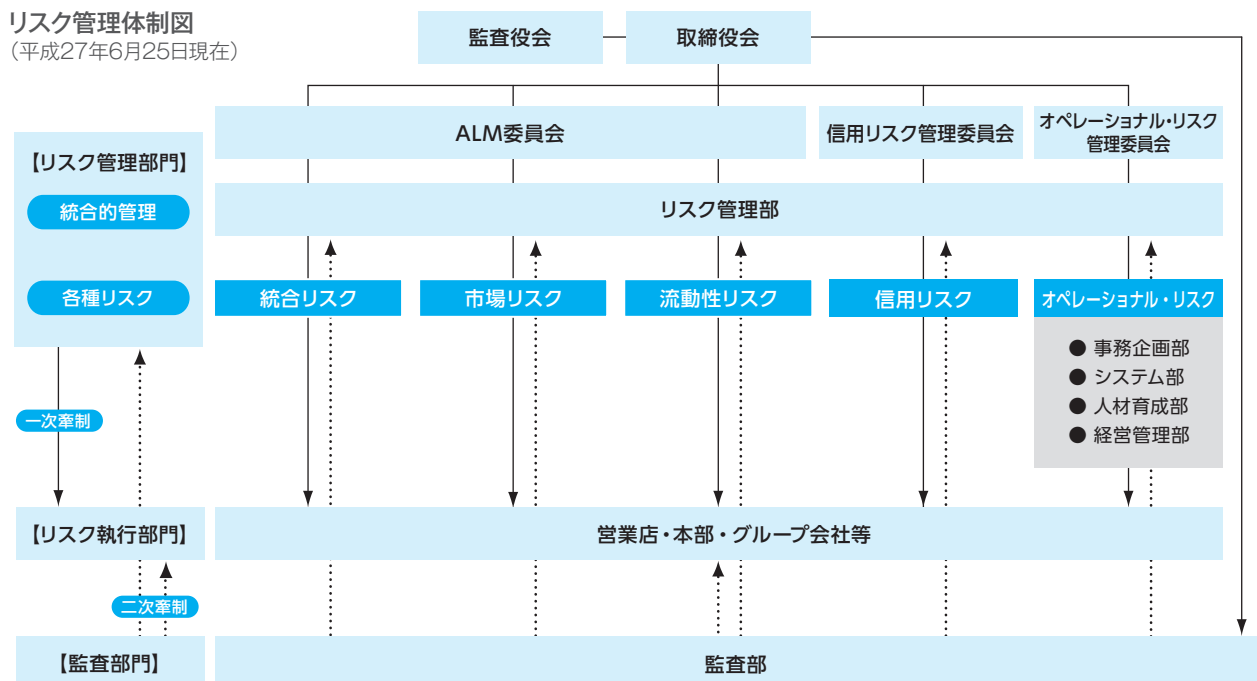 リスク管理体制図
(平成27年6月25日現在)
監査役会
取締役会
ALM委員会
信用リスク管理委員会
オペレーショナル・リスク
管理委員会
【リスク管理部門】
統合的管理
リスク管理部
各種リスク
統合リスク
市場リスク
流動性リスク
信用リスク
オペレーショナル・リスク
● 事務企画部
● システム部
● 人材育成部
● 経営管理部
一次牽制
【リスク執行部門】
営業店・本部・グループ会社等
二次牽制
【監査部門】
監査部